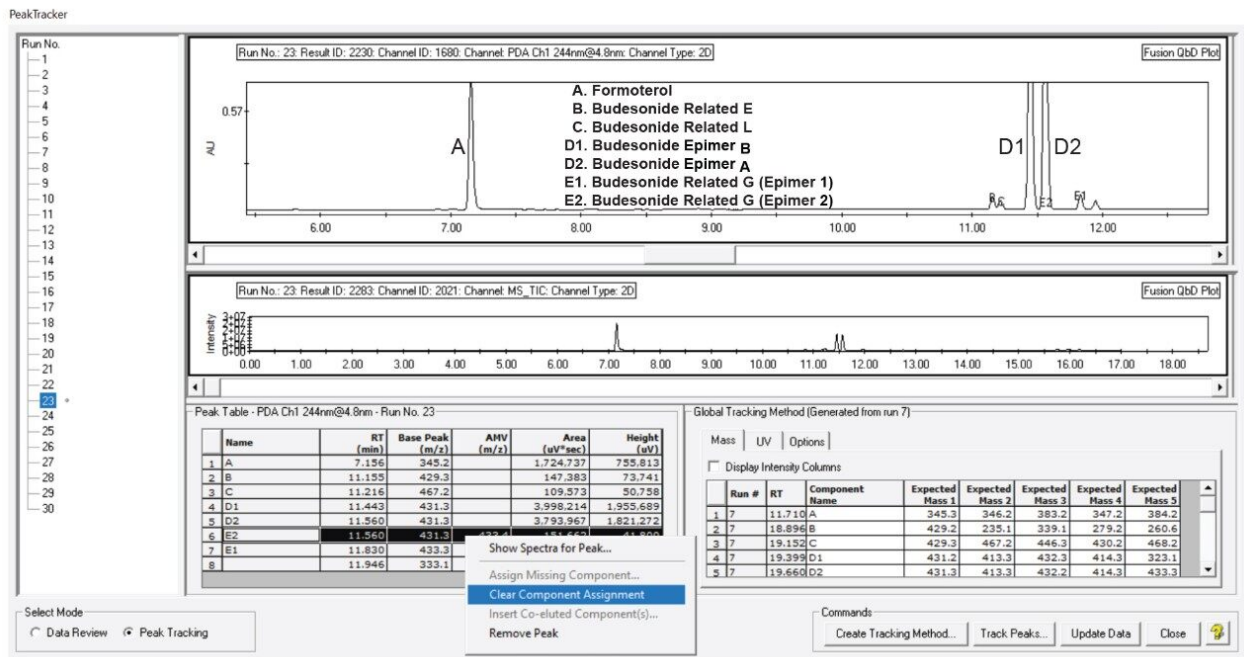 PeakTracker
Run No.
1
2
3
4
5
6
7
8
9
10
11
12
13
14
15
16
17
18
19
20
21
22
23
24
25
26
27
28
29
30
Run No.: 23: Result ID: 2230: Channel ID: 1680: Channel: PDA Ch1 244nm@4.8nm: Channel Type: 2D
Fusion QbD Plot
0.57
AU
A
A. Formoterol
B. Budesonide Related E
C. Budesonide Related L
D1. Budesonide Epimer B
D2. Budesonide Epimer A
E1. Budesonide Related G (Epimer 1)
E2. Budesonide Related G (Epimer 2)
D1 D2
B C E2 E1
6.00 7.00 8.00 9.00 10.00 11.00 12.00
Run No.: 23: Result ID: 2283: Channel ID: 2021: Channel: MS_TIC: Channel Type: 2D
Fusion QbD Plot
Intensity
3+07
0+00
0.00 1.00 2.00 3.00 4.00 5.00 6.00 7.00 8.00 9.00 10.00 11.00 12.00 13.00 14.00 15.00 16.00 17.00 18.00
Peak Table - PDA Ch1 244nm@4.8nm - Run No. 23
Name RT (min) Base Peak (m/z) AMV (m/z) Area (uV*sec) Height (uV)
1 A 7.156 345.2 1,724,737 755,813
2 B 11.155 429.3 147,383 73,741
3 C 11.216 467.2 109,573 50,758
4 D1 11.443 431.3 3,998,214 1,955,689
5 D2 11.560 431.3 3,793,967 1,821,272
6 E2 11.560 431.3 433.4 151,662 41,800
7 E1 11.830 433.3
8 11.946 333.1
Show Spectra for Peak...
Assign Missing Component...
Clear Component Assignment
Insert Co-eluted Component(s)...
Remove Peak
Global Tracking Method (Generated from run 7)
Mass UV Options
Display Intensity Columns
Run # RT Component Name Expected Mass 1 Expected Mass 2 Expected Mass 3 Expected Mass 4 Expected Mass 5
1 7 11.710 A 345.3 346.2 383.2 347.2 384.2
2 7 18.896 B 429.2 235.1 339.1 279.2 260.6
3 7 19.152 C 429.3 467.2 446.3 430.2 468.2
4 7 19.399 D1 431.2 413.3 432.3 414.3 323.1
5 7 19.660 D2 431.3 413.3 432.2 414.3 433.3
Select Mode
Data Review Peak Tracking
Commands
Create Tracking Method... Track Peaks... Update Data Close ?